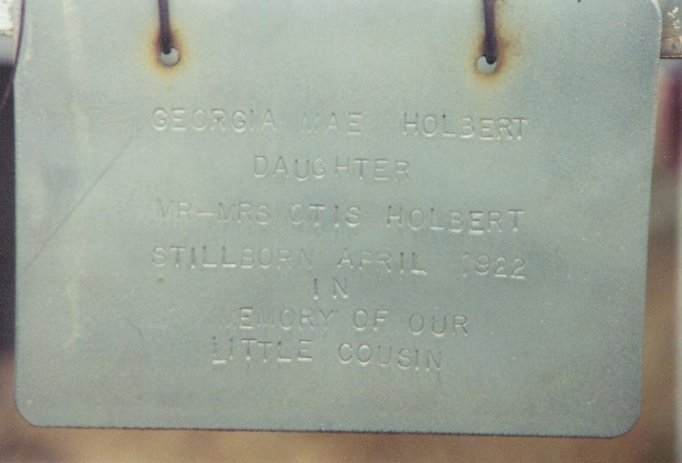 GEORGIA MAE HOLBERT
DAUGHTER
MR-MRS OTIS HOLBERT
STILLBORN APRIL 1922
IN
MEMORY OF OUR
LITTLE COUSIN